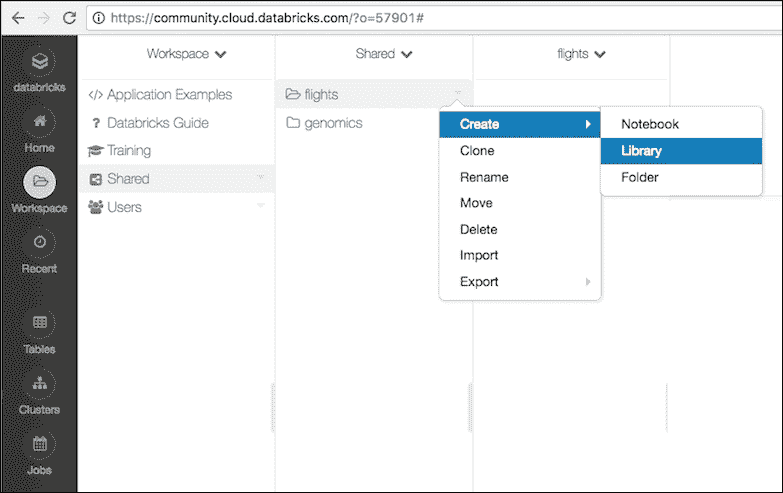 https://community.cloud.databricks.com/?o=57901#
databricks
Home
Workspace
Recent
Tables
Clusters
Jobs
Workspace
</> Application Examples
? Databricks Guide
Training
Shared
Users
Shared
flights
genomics
flights
Create
Clone
Rename
Move
Delete
Import
Export
Notebook
Library
Folder